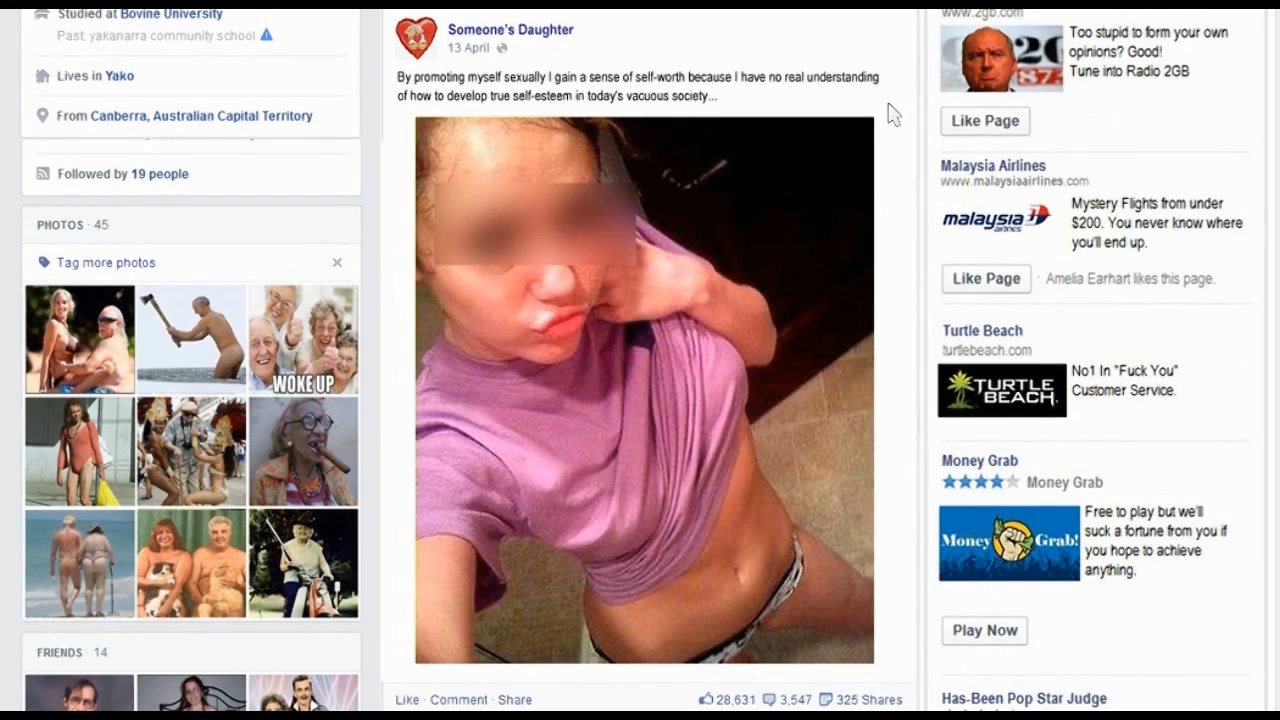 Studied at Bovine University
Past: yakanarra community school
Lives in Yako
From Canberra, Australian Capital Territory
Followed by 19 people
PHOTOS · 45
Tag more photos
WOKE UP
FRIENDS 14
Someone's Daughter
13 April
By promoting myself sexually I gain a sense of self-worth because I have no real understanding
of how to develop true self-esteem in today's vacuous society...
Like · Comment · Share
28,631 3,547 325 Shares
www.2gb.com
Too stupid to form your own
opinions? Good!
Tune into Radio 2GB
Like Page
Malaysia Airlines
www.malaysiaairlines.com
malaysia
airlines
Mystery Flights from under
$200. You never know where
you'll end up.
Like Page · Amelia Earhart likes this page.
Turtle Beach
turtlebeach.com
TURTLE
BEACH.
No1 In "Fuck You"
Customer Service.
Money Grab
Money Grab
Money Grab!
Free to play but we'll
suck a fortune from you if
you hope to achieve
anything.
Play Now
Has-Been Pop Star Judge